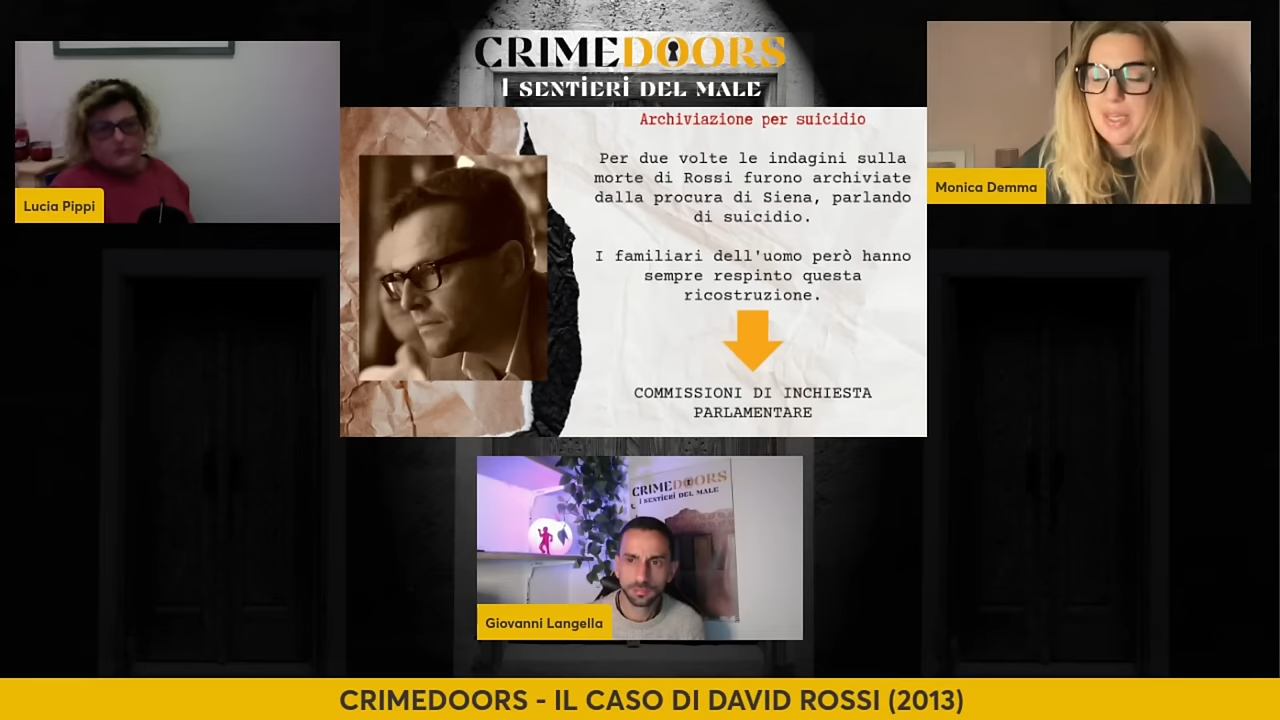 CRIMEDOORS
I SENTIERI DEL MALE
Archiviazione per suicidio
Per due volte le indagini sulla
morte di Rossi furono archiviate
dalla procura di Siena, parlando
di suicidio.
I familiari dell'uomo però hanno
sempre respinto questa
ricostruzione.
COMMISSIONI DI INCHIESTA
PARLAMENTARE
Lucia Pippi
Monica Demma
CRIMEDOORS
I SENTIERI DEL MALE
Giovanni Langella
CRIMEDOORS - IL CASO DI DAVID ROSSI (2013)